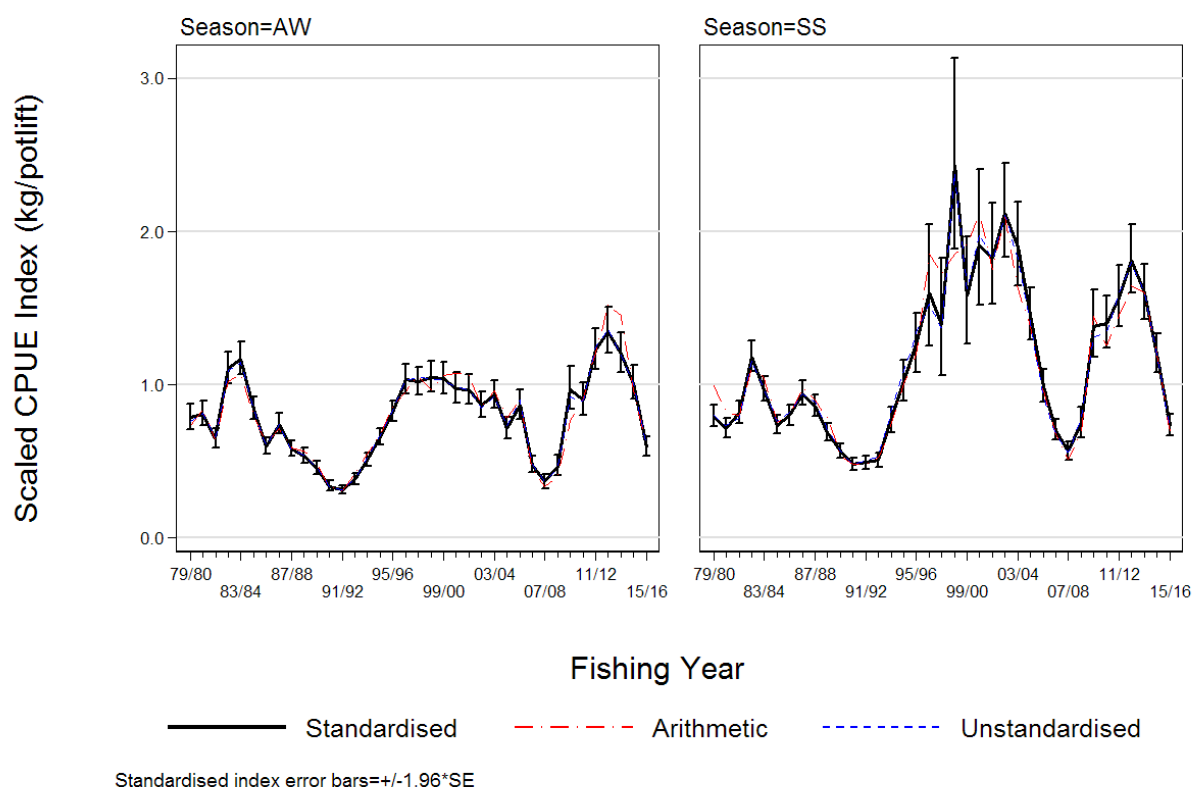 Season=AW
Season=SS
Scaled CPUE Index (kg/potlift)
3.0
2.0
1.0
0.0
79/80 87/88 95/96 03/04 11/12
83/84 91/92 99/00 07/08 15/16
79/80 87/88 95/96 03/04 11/12
83/84 91/92 99/00 07/08 15/16
Fishing Year
Standardised Arithmetic Unstandardised
Standardised index error bars=+/-1.96*SE